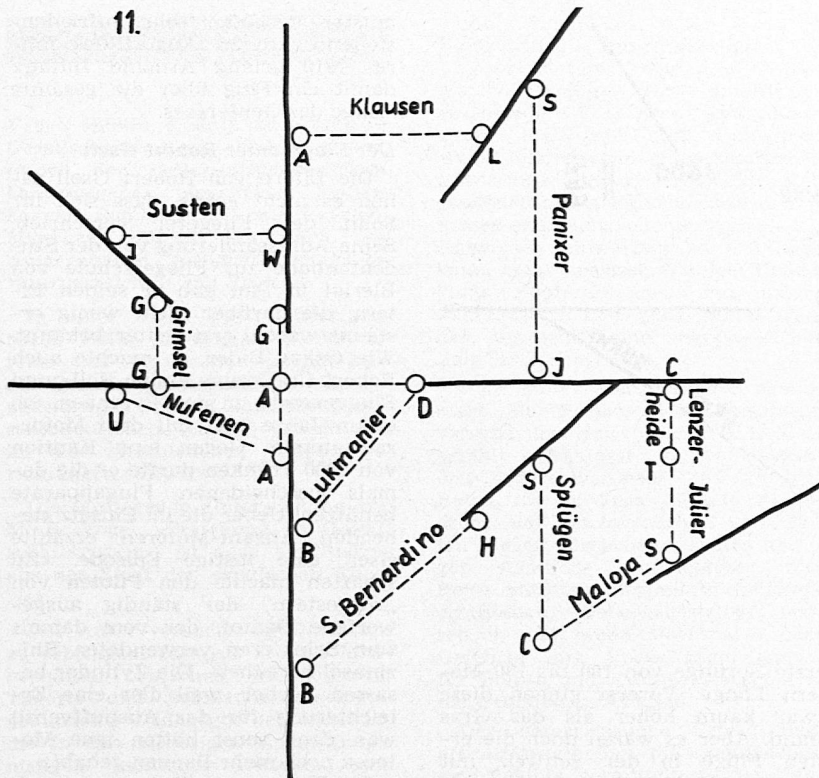 11.
Klausen
A
L
S
Susten
J
W
Panixer
G
G
Grimsel
G
A
D
J
C
U
Nufenen
A
Lukmanier
B
Lenzer-
heide
T
Julier
S
S
Splügen
H
S. Bernardino
Maloja
C
B